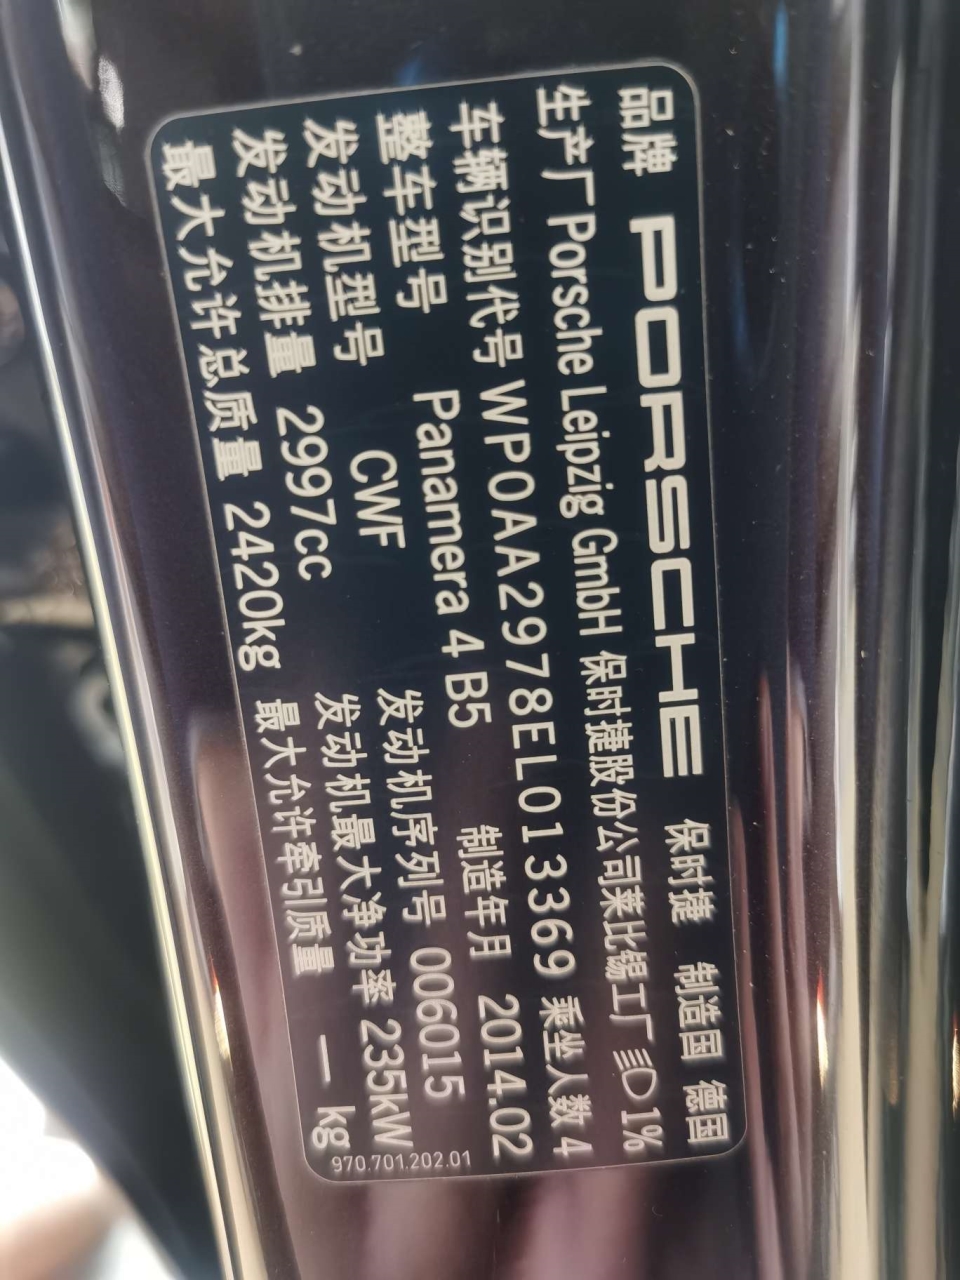 品牌 PORSCHE 保时捷 制造国 德国
生产厂 Porsche Leipzig GmbH 保时捷股份公司莱比锡工厂 1%
车辆识别代号 WP0AA2978EL013369 乘坐人数 4
整车型号 Panamera 4 B5 制造年月 2014.02
发动机型号 CWF 发动机序列号 006015
发动机排量 2997cc 发动机最大净功率 235kW
最大允许总质量 2420kg 最大允许牵引质量 — kg
970.701.202.01